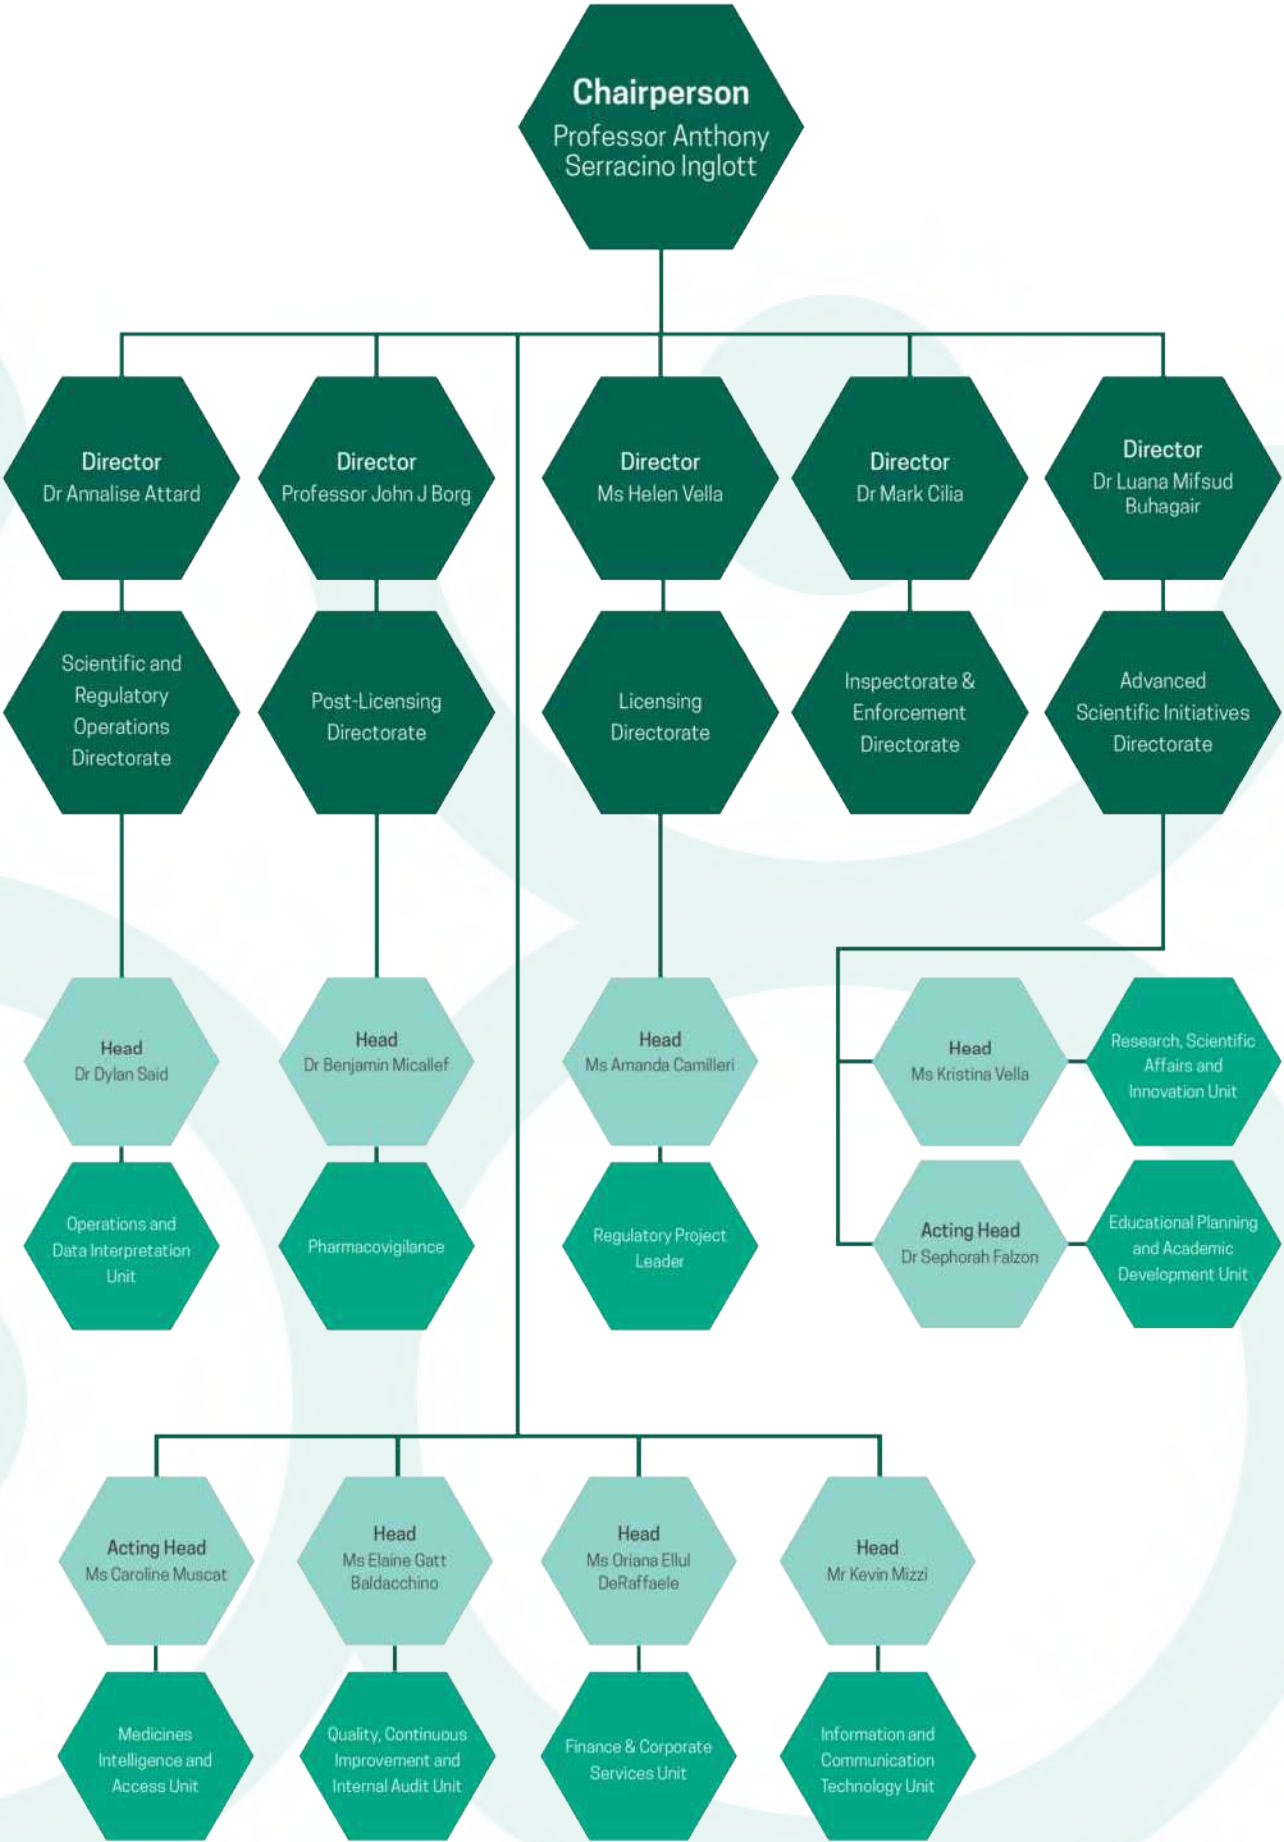 Chairperson
Professor Anthony
Serracino Inglott
Director
Dr Annalise Attard
Director
Professor John J Borg
Director
Ms Helen Vella
Director
Dr Mark Cilia
Director
Dr Luana Mifsud
Buhagair
Scientific and
Regulatory
Operations
Directorate
Post-Licensing
Directorate
Licensing
Directorate
Inspectorate &
Enforcement
Directorate
Advanced
Scientific Initiatives
Directorate
Head
Dr Dylan Said
Head
Dr Benjamin Micallef
Head
Ms Amanda Camilleri
Head
Ms Kristina Vella
Research, Scientific
Affairs and
Innovation Unit
Operations and
Data Interpretation
Unit
Pharmacovigilance
Regulatory Project
Leader
Acting Head
Dr Sephorah Falzon
Educational Planning
and Academic
Development Unit
Acting Head
Ms Caroline Muscat
Head
Ms Elaine Gatt
Baldacchino
Head
Ms Oriana Ellul
DeRaffaele
Head
Mr Kevin Mizzi
Medicines
Intelligence and
Access Unit
Quality, Continuous
Improvement and
Internal Audit Unit
Finance & Corporate
Services Unit
Information and
Communication
Technology Unit